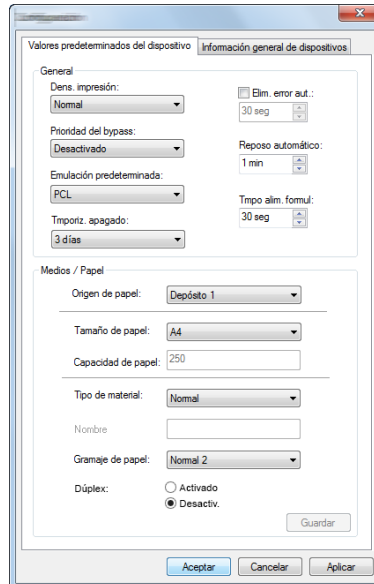 Valores predeterminados del dispositivo
Información general de dispositivos
General
Dens. impresión:
Normal
Prioridad del bypass:
Desactivado
Emulación predeterminada:
PCL
Tmporiz. apagado:
3 días
Elim. error aut.:
30 seg
Reposo automático:
1 min
Tmpo alim. formul:
30 seg
Medios / Papel
Origen de papel: Depósito 1
Tamaño de papel: A4
Capacidad de papel: 250
Tipo de material: Normal
Nombre
Gramaje de papel: Normal 2
Dúplex: Activado
Desactiv.
Guardar
Aceptar Cancelar Aplicar